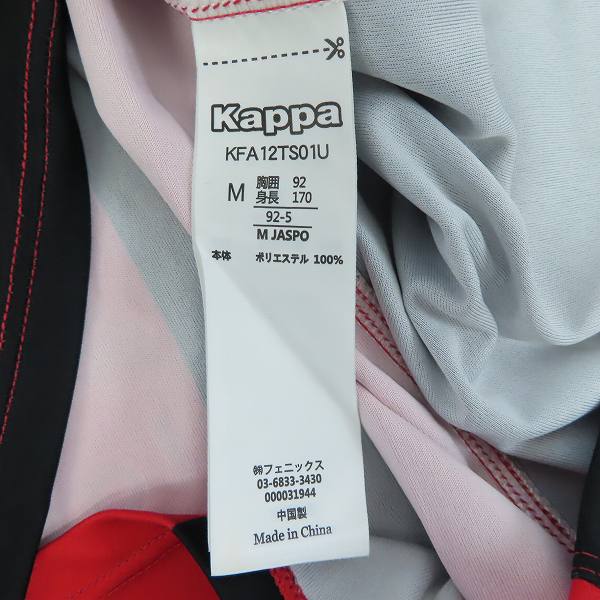 Kappa
KFA12TS01U
M 胸囲 92
身長 170
92-5
M JASPO
本体 ポリエステル 100%
㈱フェニックス
03-6833-3430
000031944
中国製
Made in China